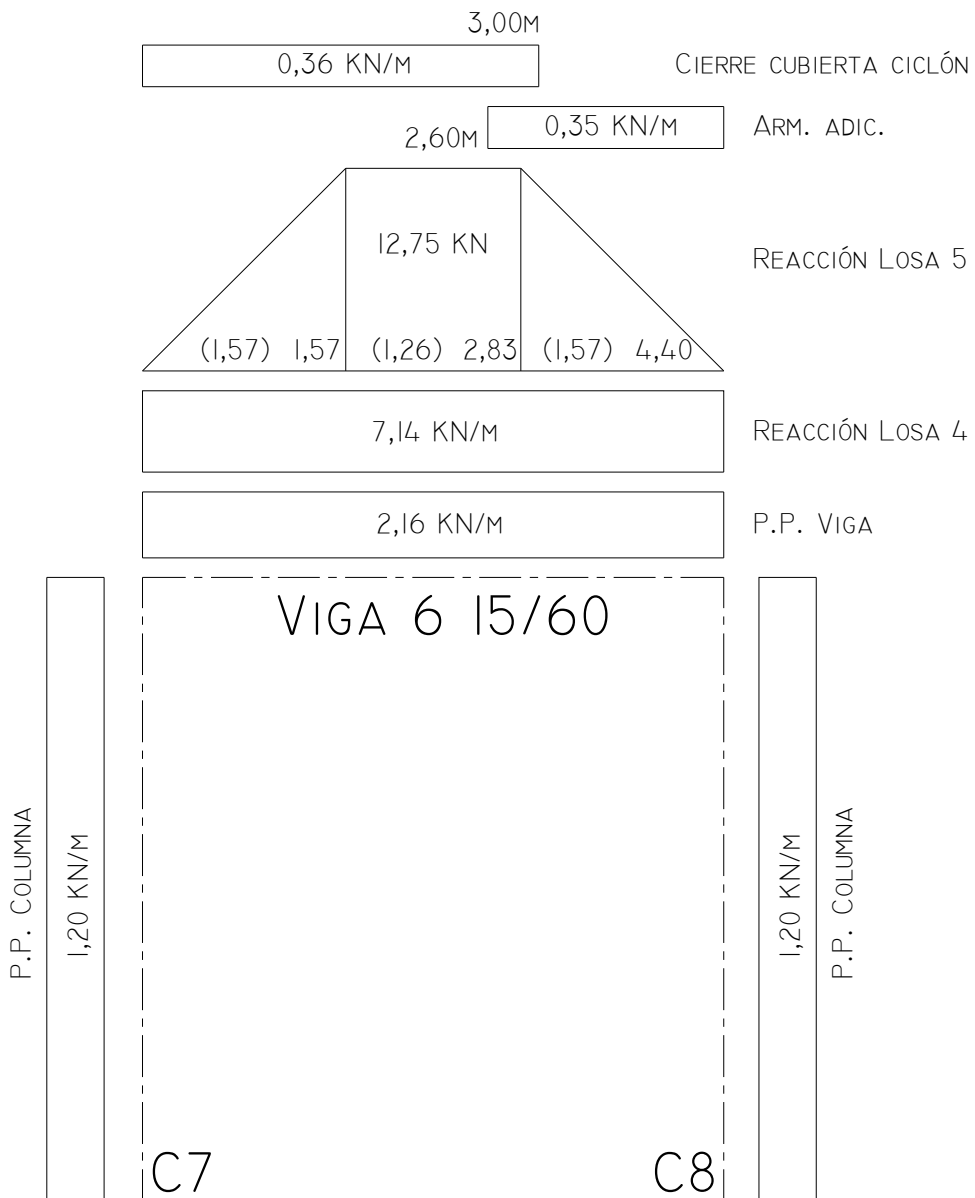 3,00M
0,36 KN/M CIERRE CUBIERTA CICLÓN
0,35 KN/M ARM. ADIC.
2,60M
12,75 KN
REACCIÓN LOSA 5
(1,57) 1,57 (1,26) 2,83 (1,57) 4,40
7,14 KN/M REACCIÓN LOSA 4
2,16 KN/M P.P. VIGA
VIGA 6 15/60
P.P. COLUMNA
1,20 KN/M
1,20 KN/M
P.P. COLUMNA
C7 C8